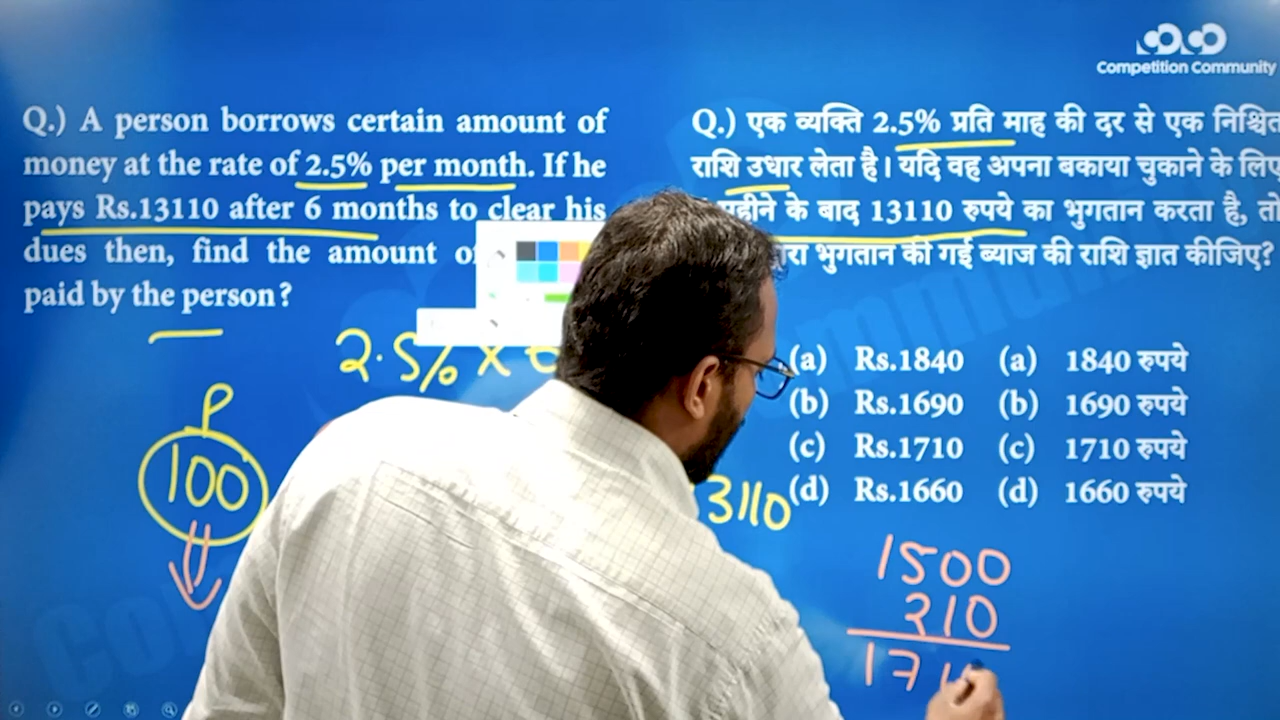 Competition Community
Q.) A person borrows certain amount of
money at the rate of 2.5% per month. If he
pays Rs.13110 after 6 months to clear his
dues then, find the amount
paid by the person?
Q.) एक व्यक्ति 2.5% प्रति माह की दर से एक निश्चित
राशि उधार लेता है। यदि वह अपना बकाया चुकाने के लिए
महीने के बाद 13110 रुपये का भुगतान करता है, तो
भुगतान की गई ब्याज की राशि ज्ञात कीजिए?
(a) Rs.1840 (a) 1840 रुपये
(b) Rs.1690 (b) 1690 रुपये
(c) Rs.1710 (c) 1710 रुपये
(d) Rs.1660 (d) 1660 रुपये
2.5% ×
P
100
3110
1500
210
171